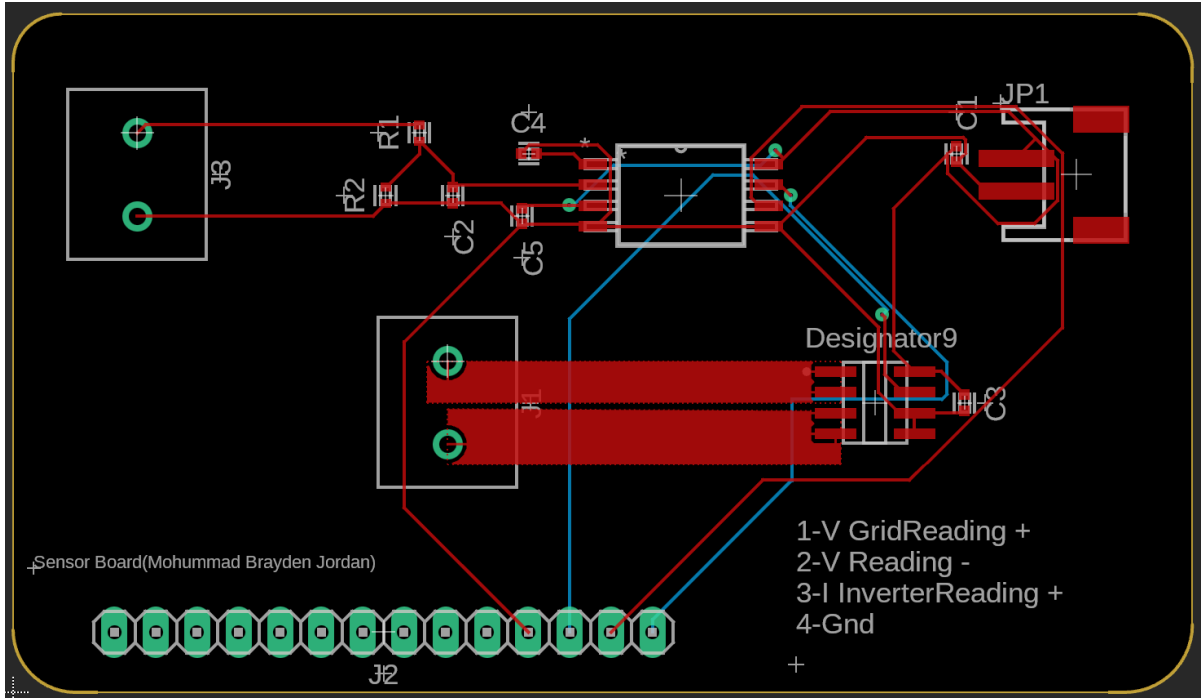 JP1
C1
C4
R1
*
*
J3
R2
C2
C5
Designator9
J1
C3
1-V GridReading +
2-V Reading -
3-I InverterReading +
4-Gnd
Sensor Board(Mohummad Brayden Jordan)
J2